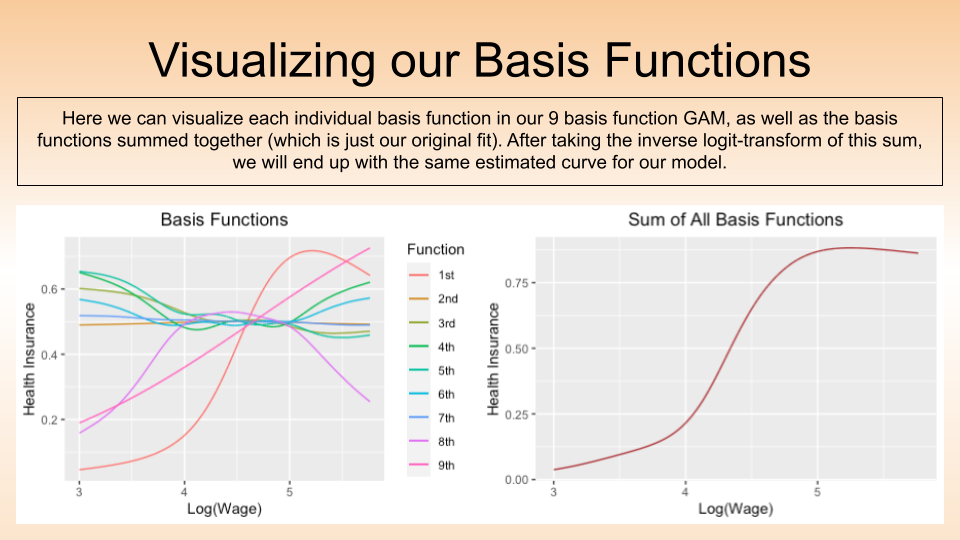 Visualizing our Basis Functions
Here we can visualize each individual basis function in our 9 basis function GAM, as well as the basis
functions summed together (which is just our original fit). After taking the inverse logit-transform of this sum,
we will end up with the same estimated curve for our model.
Basis Functions
Health Insurance
0.6
0.4
0.2
3
4
5
Log(Wage)
Function
1st
2nd
3rd
4th
5th
6th
7th
8th
9th
Sum of All Basis Functions
Health Insurance
0.75
0.50
0.25
0.00
3
4
5
Log(Wage)